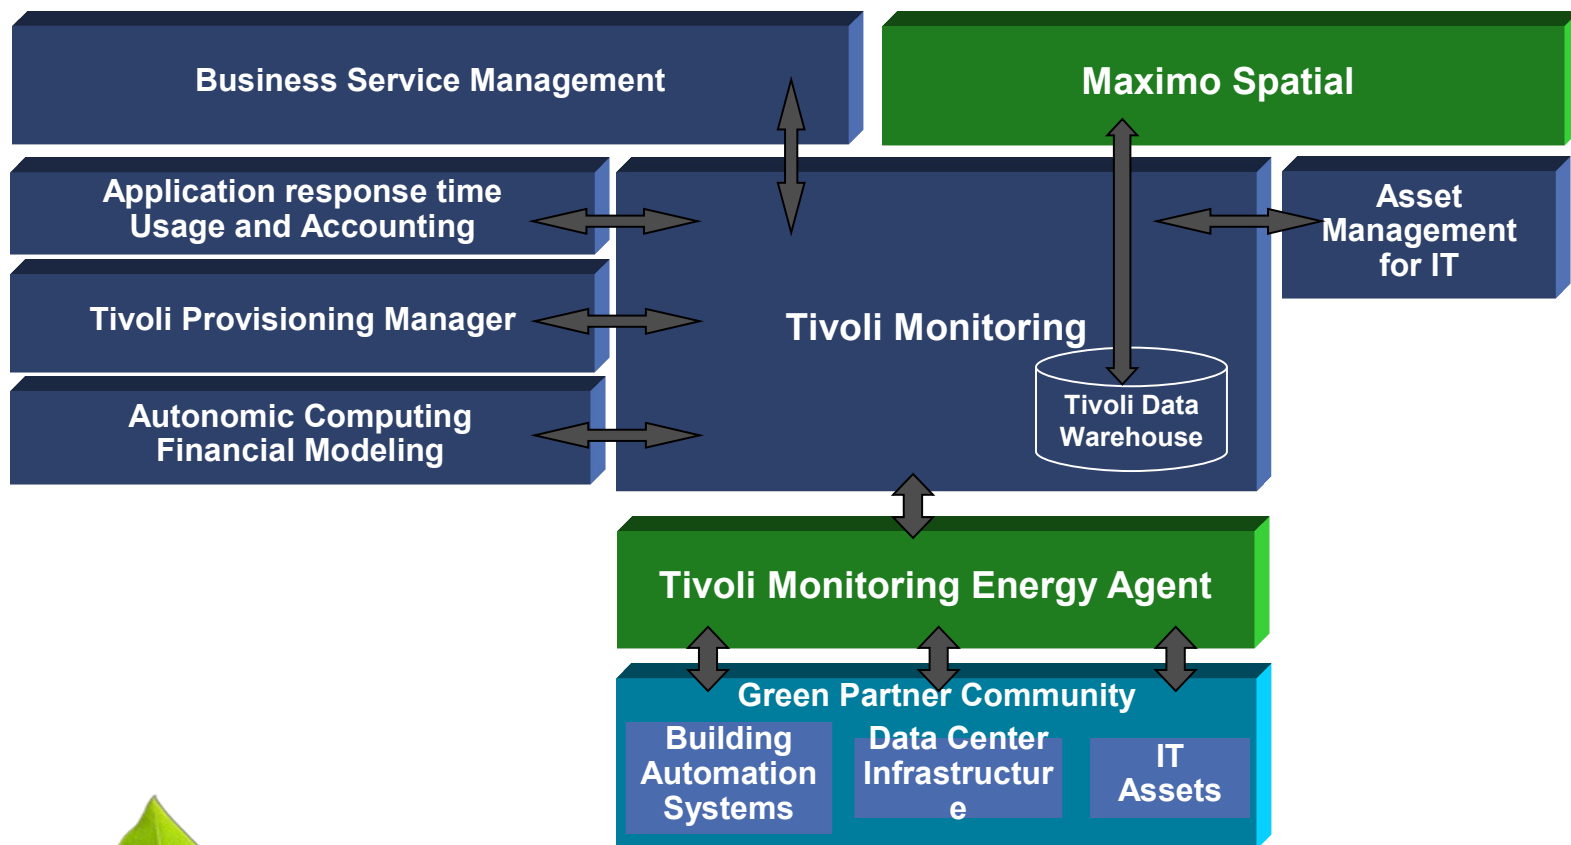 Business Service Management
Maximo Spatial
Application response time
Usage and Accounting
Asset
Management
for IT
Tivoli Provisioning Manager
Tivoli Monitoring
Autonomic Computing
Financial Modeling
Tivoli Data
Warehouse
Tivoli Monitoring Energy Agent
Green Partner Community
Building
Automation
Systems
Data Center
Infrastructur
e
IT
Assets